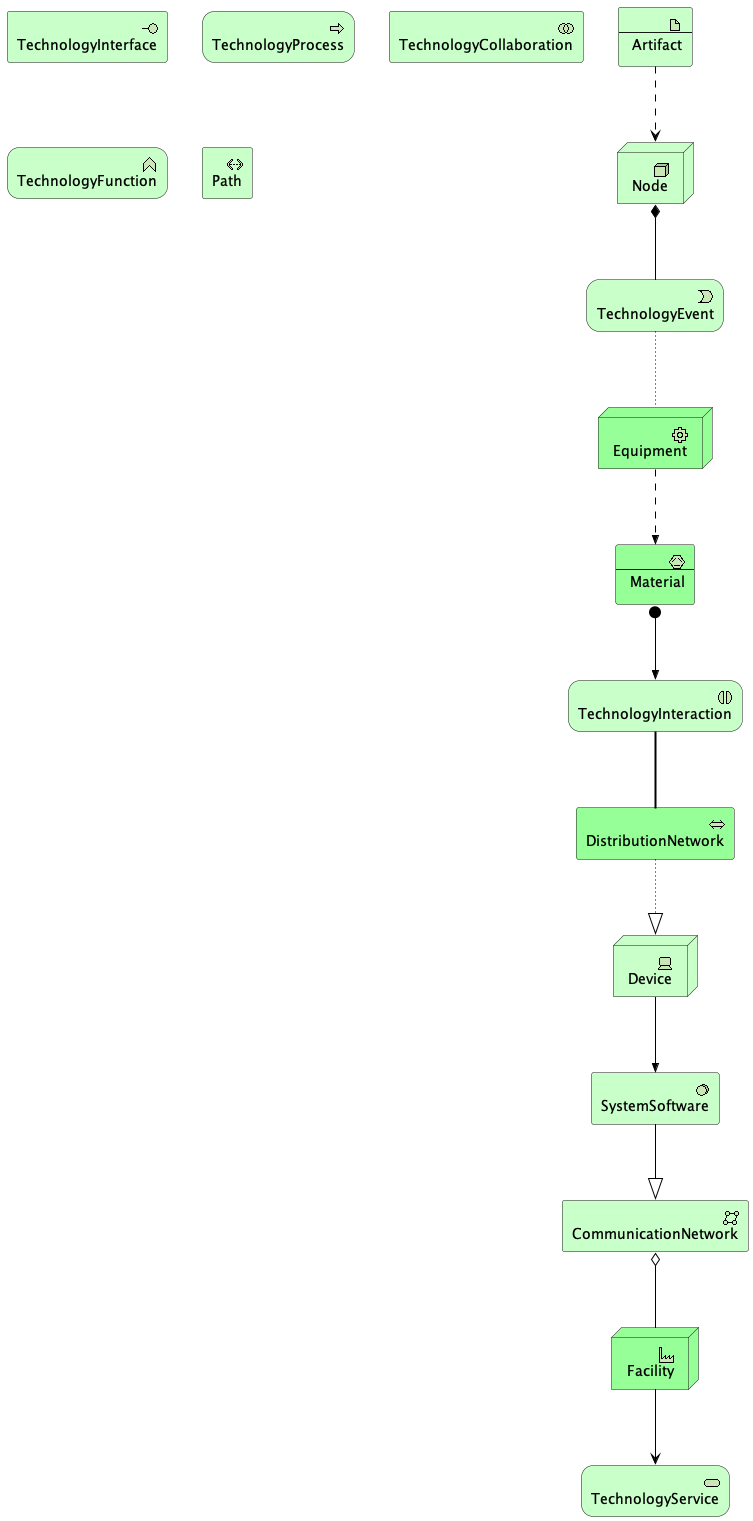 TechnologyInterface
TechnologyProcess
TechnologyCollaboration
Artifact
TechnologyFunction
Path
Node
TechnologyEvent
Equipment
Material
TechnologyInteraction
DistributionNetwork
Device
SystemSoftware
CommunicationNetwork
Facility
TechnologyService